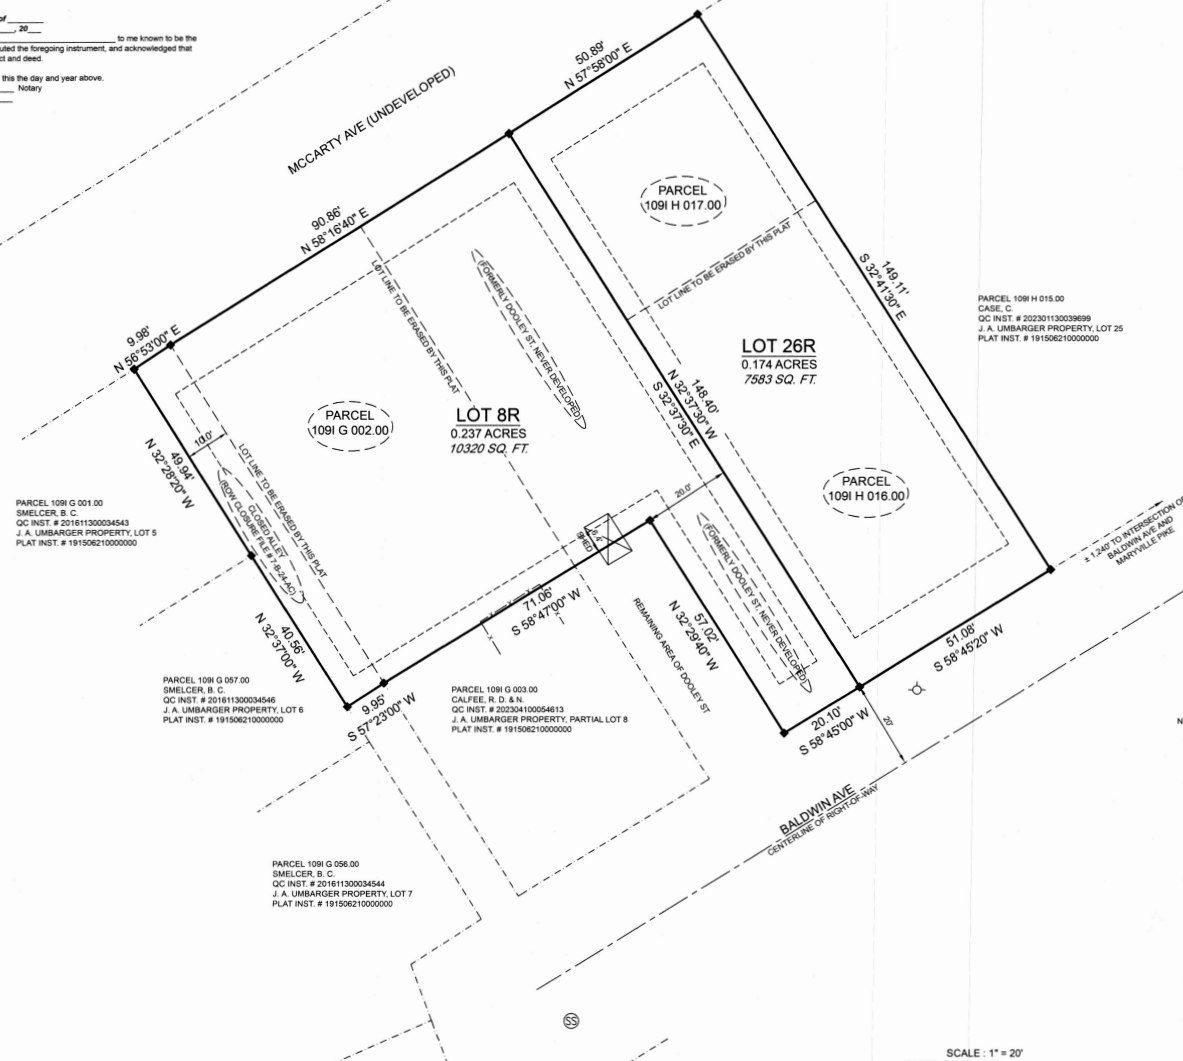 of ______
____, 20__
____________________ to me known to be the
uted the foregoing instrument, and acknowledged that
ct and deed.
this the day and year above.
____ Notary
50.89'
N 57°58'00" E
MCCARTY AVE (UNDEVELOPED)
90.86'
N 58°16'40" E
9.98'
N 56°53'00" E
PARCEL
109I H 017.00
LOT LINE TO BE ERASED BY THIS PLAT
LOT LINE TO BE ERASED BY THIS PLAT
(FORMERLY DOOLEY ST, NEVER DEVELOPED)
149.11'
S 32°41'30" E
PARCEL 109I H 015.00
CASE, C.
QC INST. # 202301130039699
J. A. UMBARGER PROPERTY, LOT 25
PLAT INST. # 191506210000000
LOT 26R
0.174 ACRES
7583 SQ. FT.
148.40'
N 32°37'30" W
S 32°37'30" E
PARCEL
109I G 002.00
LOT 8R
0.237 ACRES
10320 SQ. FT.
10.0'
49.94'
N 32°28'20" W
LOT LINE TO BE ERASED BY THIS PLAT
CLOSED ALLEY
(ROW CLOSURE FILE # 7-B-24-AC)
PARCEL
109I H 016.00
20.0'
PARCEL 109I G 001.00
SMELCER, B. C.
QC INST. # 201611300034543
J. A. UMBARGER PROPERTY, LOT 5
PLAT INST. # 191506210000000
SHED
(FORMERLY DOOLEY ST, NEVER DEVELOPED)
± 1,240' TO INTERSECTION OF
BALDWIN AVE AND
MARYVILLE PIKE
71.06'
S 58°47'00" W
57.02'
N 32°29'40" W
REMAINING AREA OF DOOLEY ST
40.56'
N 32°37'00" W
51.08'
S 58°45'20" W
PARCEL 109I G 057.00
SMELCER, B. C.
QC INST. # 201611300034546
J. A. UMBARGER PROPERTY, LOT 6
PLAT INST. # 191506210000000
9.95'
S 57°23'00" W
PARCEL 109I G 003.00
CALFEE, R. D. & N.
QC INST. # 202304100054613
J. A. UMBARGER PROPERTY, PARTIAL LOT 8
PLAT INST. # 191506210000000
20.10'
S 58°45'00" W
20'
N
BALDWIN AVE
CENTERLINE OF RIGHT-OF-WAY
PARCEL 109I G 056.00
SMELCER, B. C.
QC INST. # 201611300034544
J. A. UMBARGER PROPERTY, LOT 7
PLAT INST. # 191506210000000
SS
SCALE : 1" = 20'